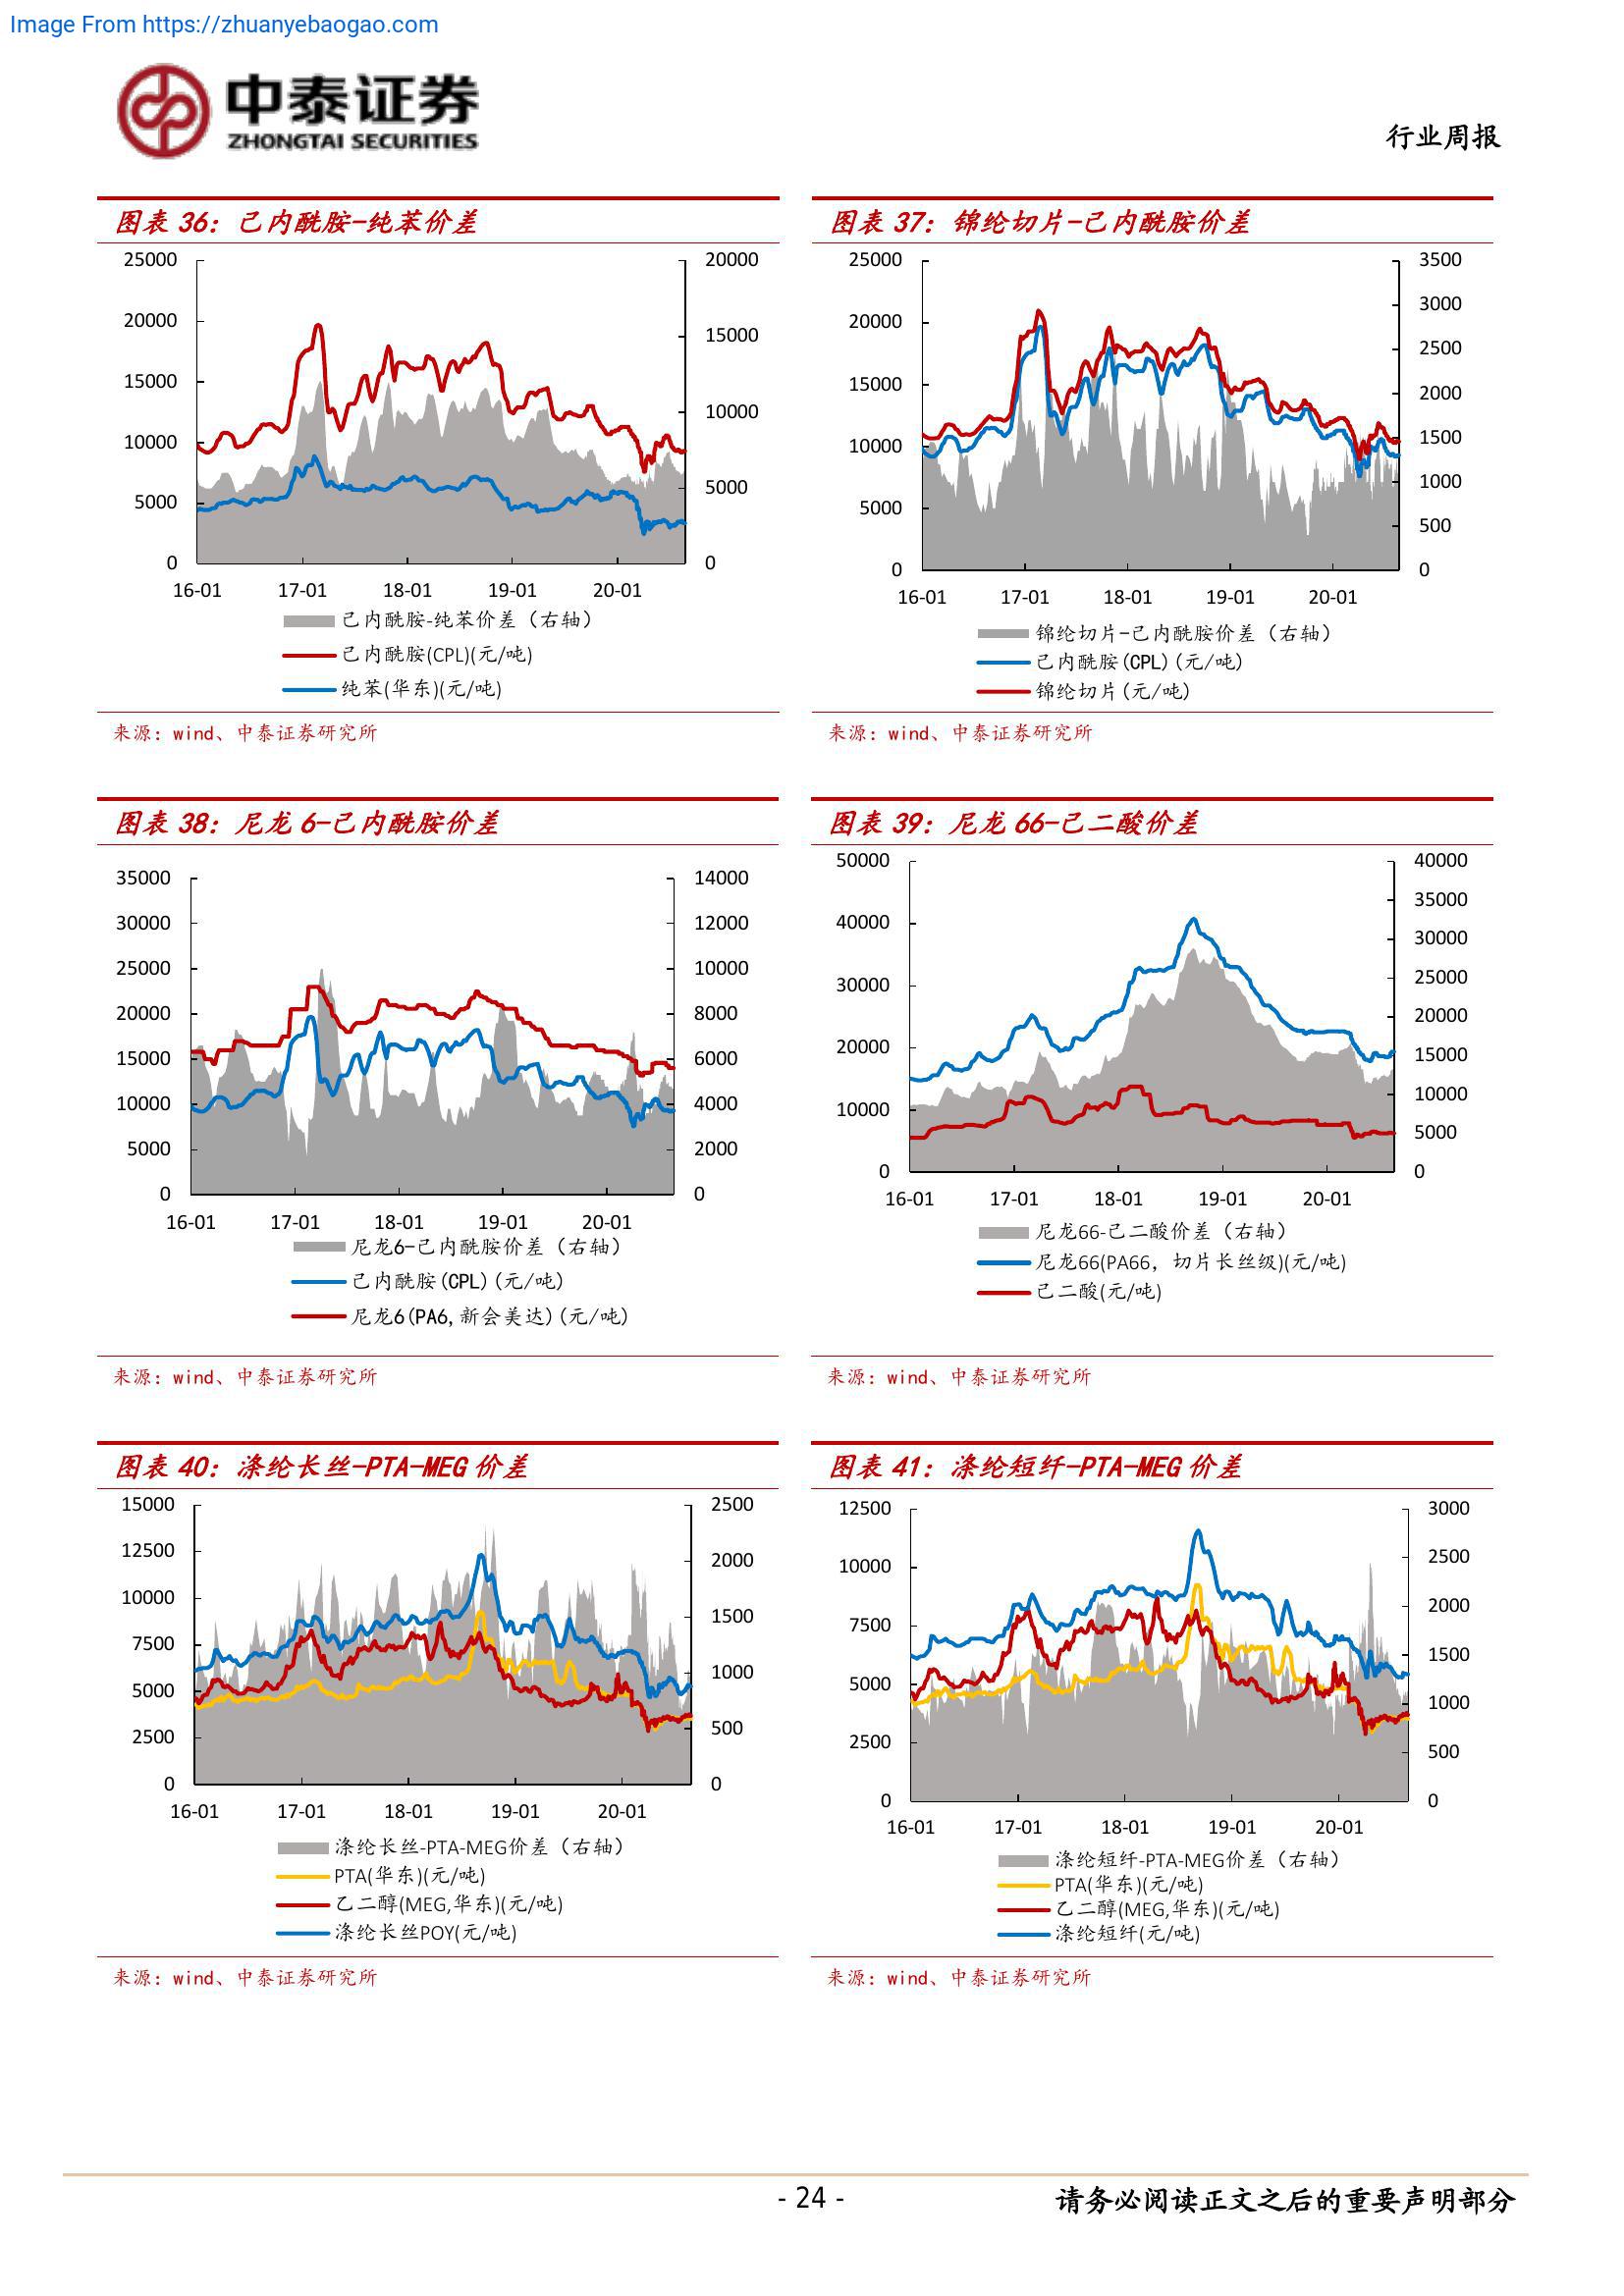 Image From https://zhuanyebaogao.com
中泰证券
ZHONGTAI SECURITIES
行业周报
图表 36：己内酰胺-纯苯价差
25000
20000
15000
10000
5000
0
20000
15000
10000
5000
0
16-01 17-01 18-01 19-01 20-01
己内酰胺-纯苯价差（右轴）
己内酰胺(CPL)(元/吨)
纯苯(华东)(元/吨)
来源：wind、中泰证券研究所
图表 37：锦纶切片-己内酰胺价差
25000
20000
15000
10000
5000
0
3500
3000
2500
2000
1500
1000
500
0
16-01 17-01 18-01 19-01 20-01
锦纶切片-己内酰胺价差（右轴）
己内酰胺(CPL)(元/吨)
锦纶切片(元/吨)
来源：wind、中泰证券研究所
图表 38：尼龙 6-己内酰胺价差
35000
30000
25000
20000
15000
10000
5000
0
14000
12000
10000
8000
6000
4000
2000
0
16-01 17-01 18-01 19-01 20-01
尼龙6-己内酰胺价差（右轴）
己内酰胺(CPL)(元/吨)
尼龙6(PA6,新会美达)(元/吨)
来源：wind、中泰证券研究所
图表 39：尼龙 66-己二酸价差
50000
40000
30000
20000
10000
0
40000
35000
30000
25000
20000
15000
10000
5000
0
16-01 17-01 18-01 19-01 20-01
尼龙66-己二酸价差（右轴）
尼龙66(PA66，切片长丝级)(元/吨)
己二酸(元/吨)
来源：wind、中泰证券研究所
图表 40：涤纶长丝-PTA-MEG 价差
15000
12500
10000
7500
5000
2500
0
2500
2000
1500
1000
500
0
16-01 17-01 18-01 19-01 20-01
涤纶长丝-PTA-MEG价差（右轴）
PTA(华东)(元/吨)
乙二醇(MEG,华东)(元/吨)
涤纶长丝POY(元/吨)
来源：wind、中泰证券研究所
图表 41：涤纶短纤-PTA-MEG 价差
12500
10000
7500
5000
2500
0
3000
2500
2000
1500
1000
500
0
16-01 17-01 18-01 19-01 20-01
涤纶短纤-PTA-MEG价差（右轴）
PTA(华东)(元/吨)
乙二醇(MEG,华东)(元/吨)
涤纶短纤(元/吨)
来源：wind、中泰证券研究所
- 24 -
请务必阅读正文之后的重要声明部分